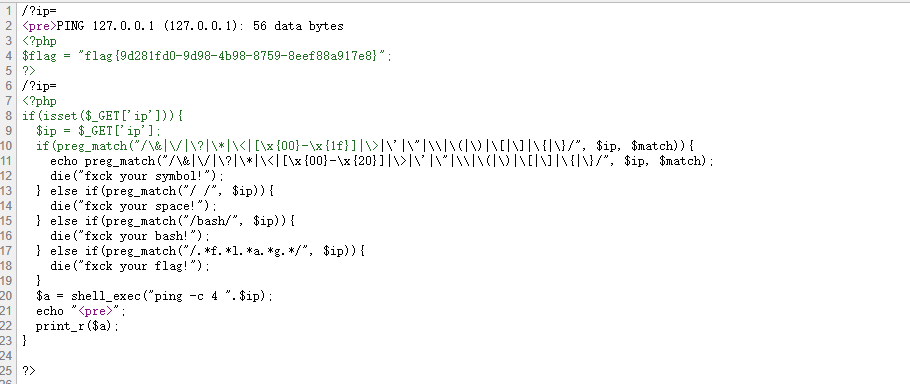 1 /?ip=
2 <pre>PING 127.0.0.1 (127.0.0.1): 56 data bytes
3 <?php
4 $flag = "flag{9d281fd0-9d98-4b98-8759-8eef88a917e8}";
5 ?>
6 /?ip=
7 <?php
8 if(isset($_GET['ip'])){
9   $ip = $_GET['ip'];
10   if(preg_match("/\&|\/|\?|\*|\<|[\x{00}-\x{1f}]|\>|\'|\"|\\|\(|\)|\[|\]|\{|\}/", $ip, $match)){
11     echo preg_match("/\&|\/|\?|\*|\<|[\x{00}-\x{20}]|\>|\'|\"|\\|\(|\)|\[|\]|\{|\}/", $ip, $match);
12     die("fxck your symbol!");
13   } else if(preg_match("/ /", $ip)){
14     die("fxck your space!");
15   } else if(preg_match("/bash/", $ip)){
16     die("fxck your bash!");
17   } else if(preg_match("/.*f.*l.*a.*g.*/", $ip)){
18     die("fxck your flag!");
19   }
20   $a = shell_exec("ping -c 4 ".$ip);
21   echo "<pre>";
22   print_r($a);
23 }
24
25 ?>
26